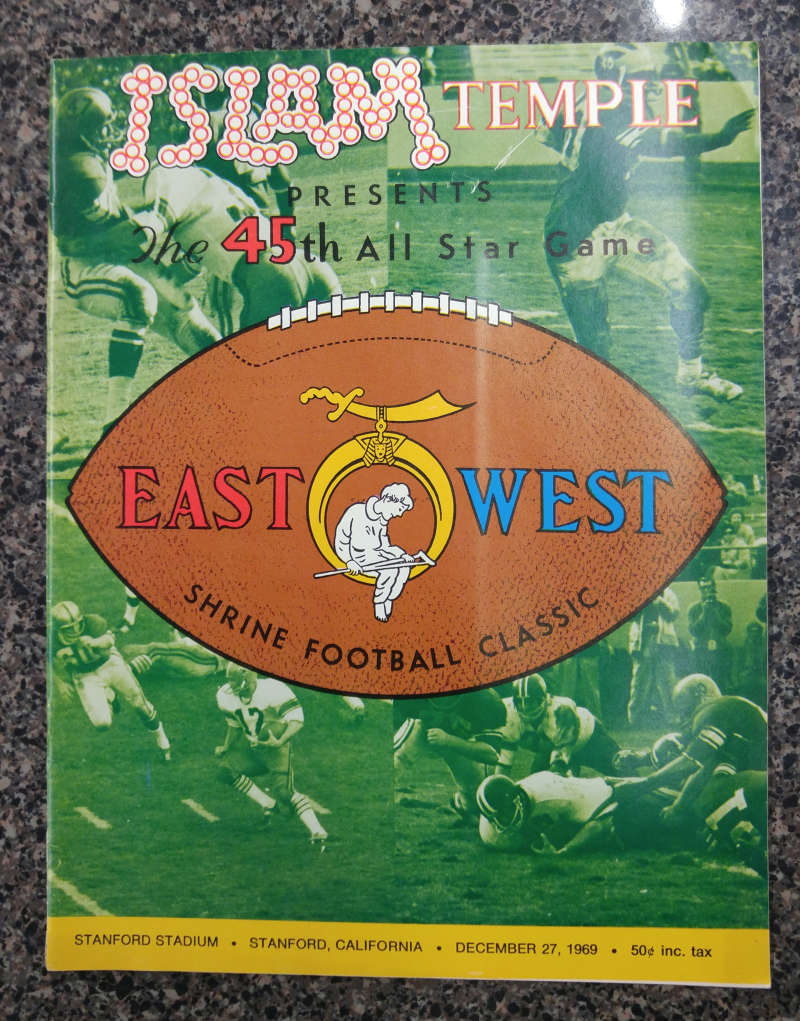 ISLAM TEMPLE
PRESENTS
The 45th All Star Game
EAST WEST
SHRINE FOOTBALL CLASSIC
STANFORD STADIUM • STANFORD, CALIFORNIA • DECEMBER 27, 1969 • 50¢ inc. tax
17